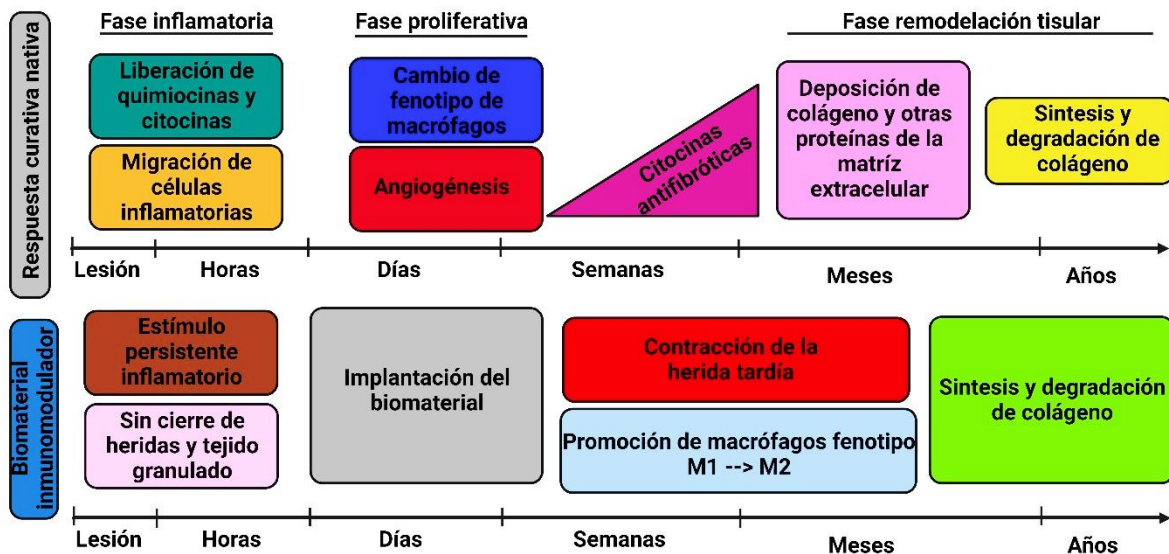 Respuesta curativa nativa
Fase inflamatoria
Fase proliferativa
Fase remodelación tisular
Liberación de
quimiocinas y
citocinas
Migración de
células
inflamatorias
Cambio de
fenotipo de
macrófagos
Angiogénesis
Citocinas
antifibróticas
Deposición de
colágeno y otras
proteínas de la
matríz
extracelular
Sintesis y
degradación de
colágeno
Lesión
Horas
Días
Semanas
Meses
Años
Biomaterial
inmunomodulador
Estímulo
persistente
inflamatorio
Sin cierre de
heridas y tejido
granulado
Implantación del
biomaterial
Contracción de la
herida tardía
Promoción de macrófagos fenotipo
M1 --> M2
Sintesis y degradación
de colágeno
Lesión
Horas
Días
Semanas
Meses
Años